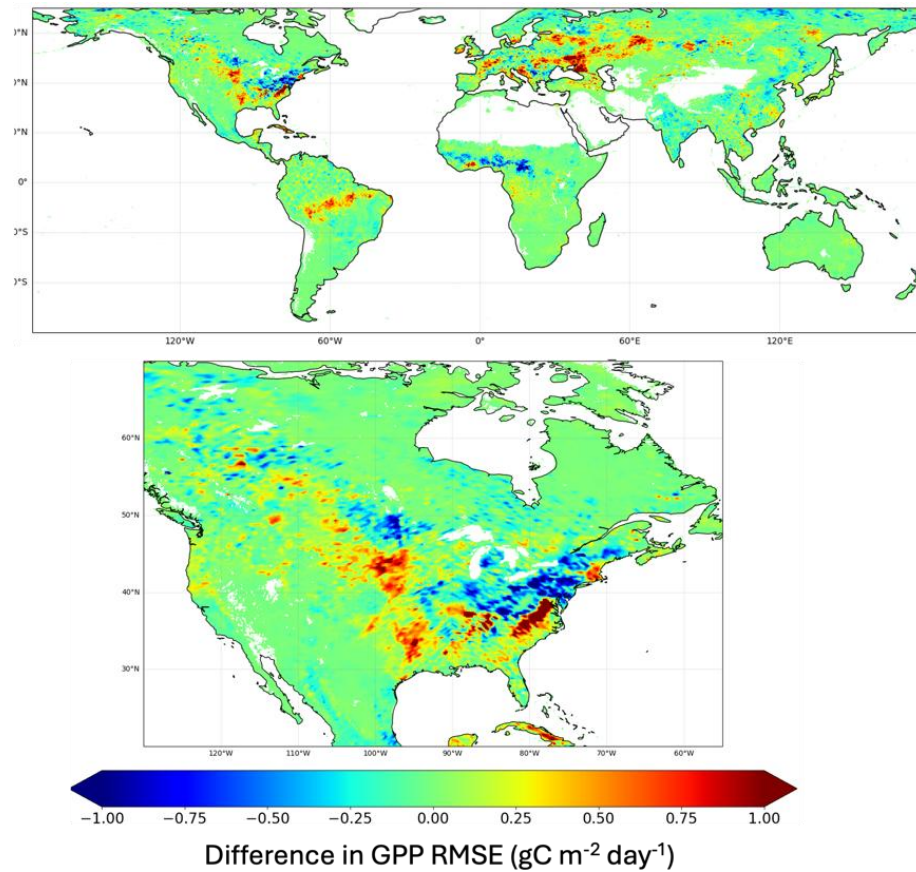 )°N
)°N
)°N
0°
)°S
)°S
120°W 60°W 0° 60°E 120°E
60°N
50°N
40°N
30°N
120°W 110°W 100°W 90°W 80°W 70°W 60°W
−1.00 −0.75 −0.50 −0.25 0.00 0.25 0.50 0.75 1.00
Difference in GPP RMSE (gC m⁻² day⁻¹)